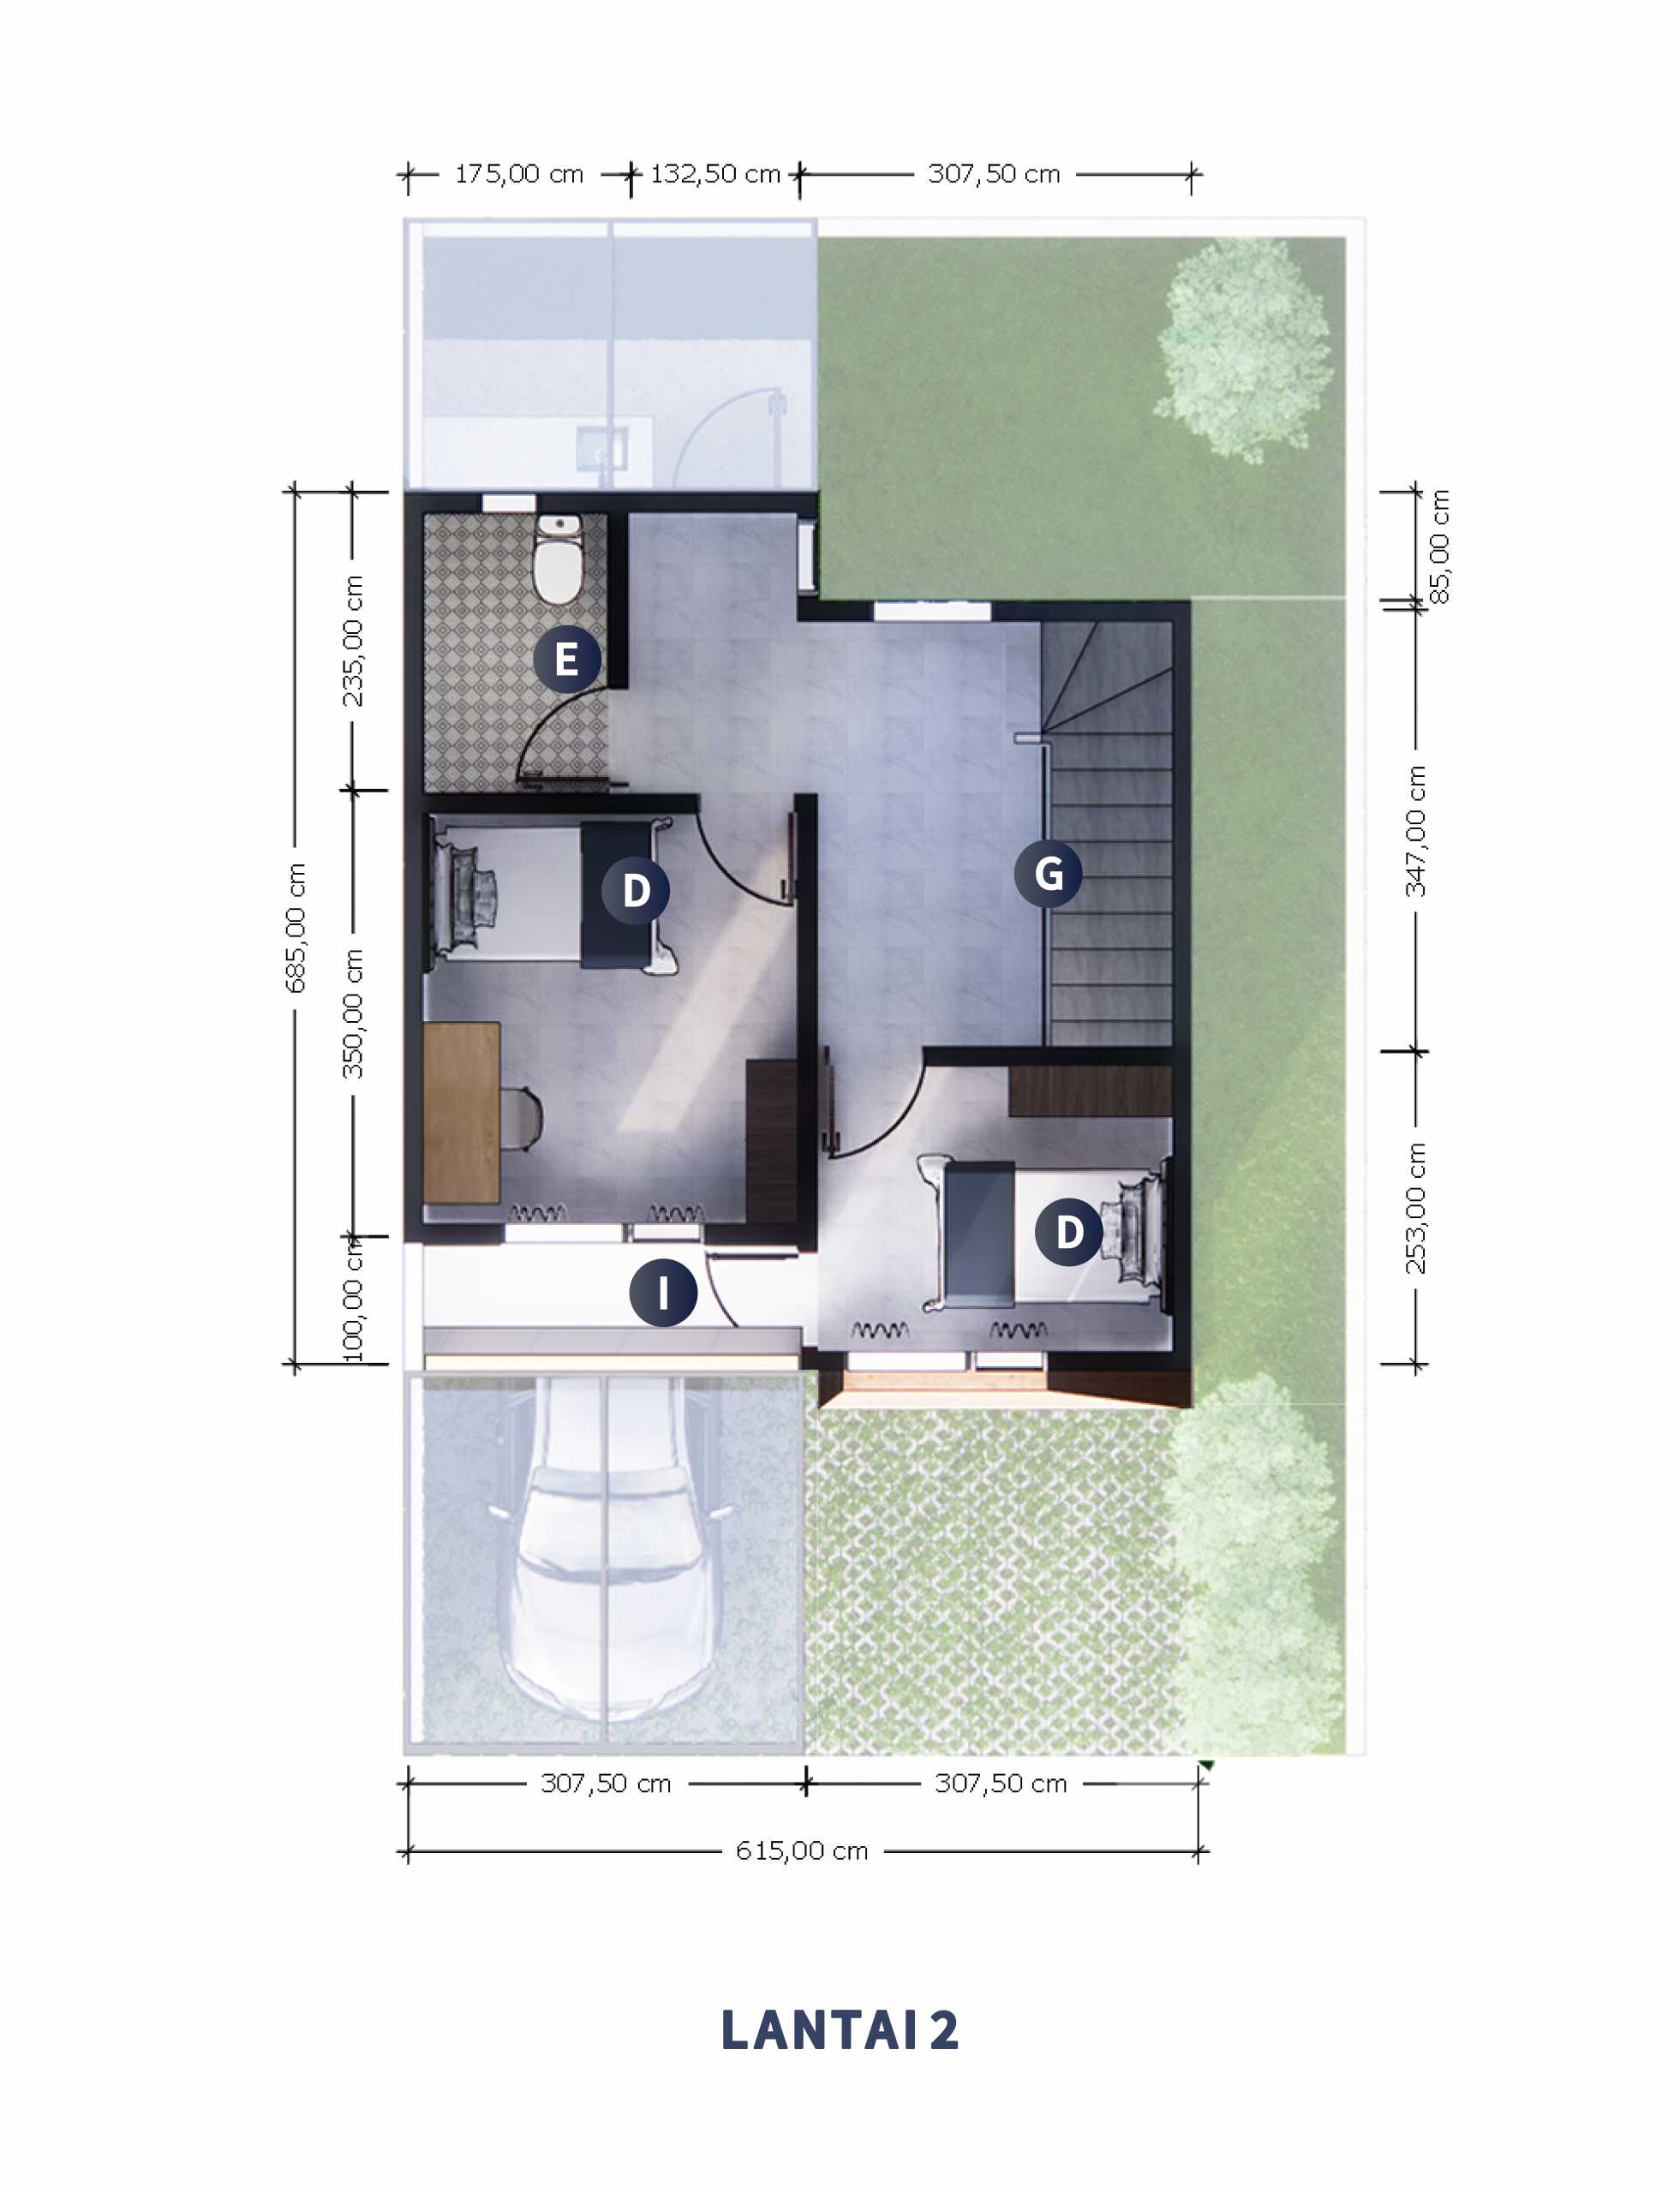 175,00 cm 132,50 cm 307,50 cm
85,00 cm
235,00 cm
E
347,00 cm
685,00 cm
350,00 cm
D
G
253,00 cm
D
100,00 cm
I
307,50 cm 307,50 cm
615,00 cm
LANTAI 2